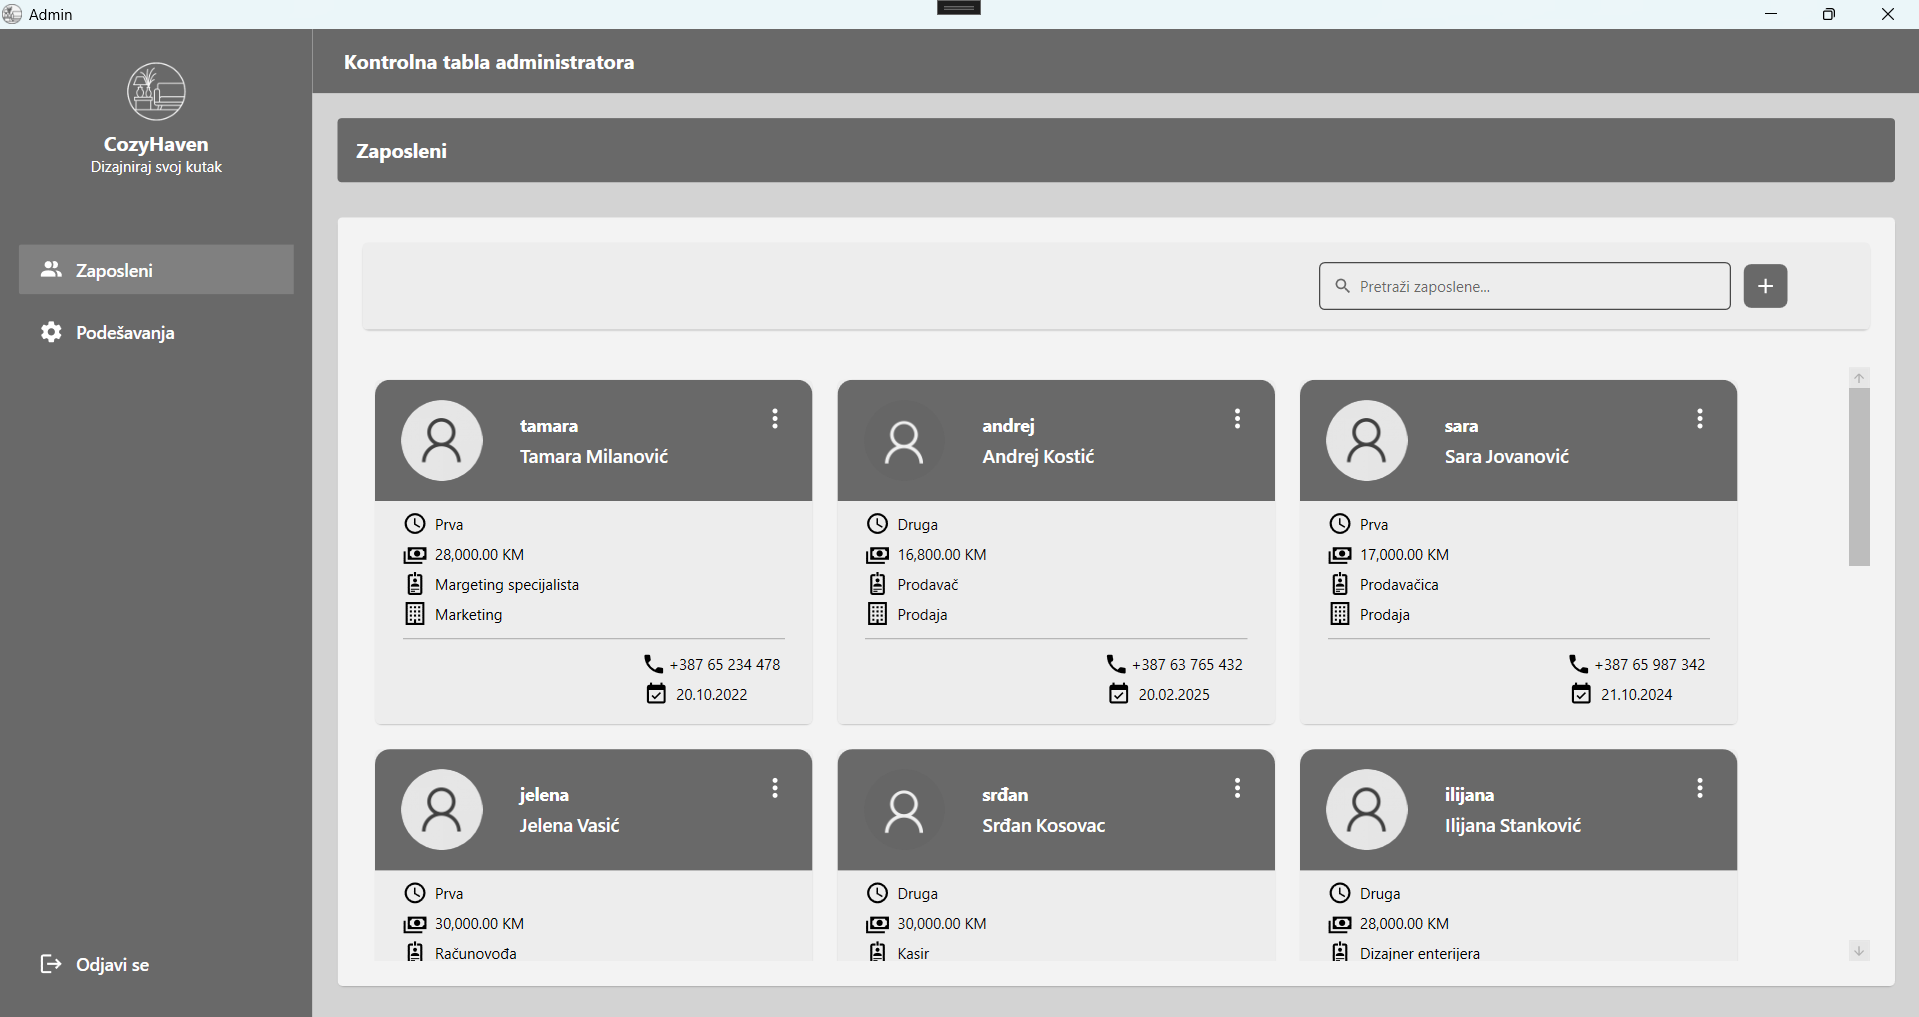 Admin
CozyHaven
Dizajniraj svoj kutak
Zaposleni
Podešavanja
Odjavi se
Kontrolna tabla administratora
Zaposleni
Pretraži zaposlene...
+
tamara
Tamara Milanović
Prva
28,000.00 KM
Margeting specijalista
Marketing
+387 65 234 478
20.10.2022
andrej
Andrej Kostić
Druga
16,800.00 KM
Prodavač
Prodaja
+387 63 765 432
20.02.2025
sara
Sara Jovanović
Prva
17,000.00 KM
Prodavačica
Prodaja
+387 65 987 342
21.10.2024
jelena
Jelena Vasić
Prva
30,000.00 KM
Računovođa
srđan
Srđan Kosovac
Druga
30,000.00 KM
Kasir
ilijana
Ilijana Stanković
Druga
28,000.00 KM
Dizajner enterijera